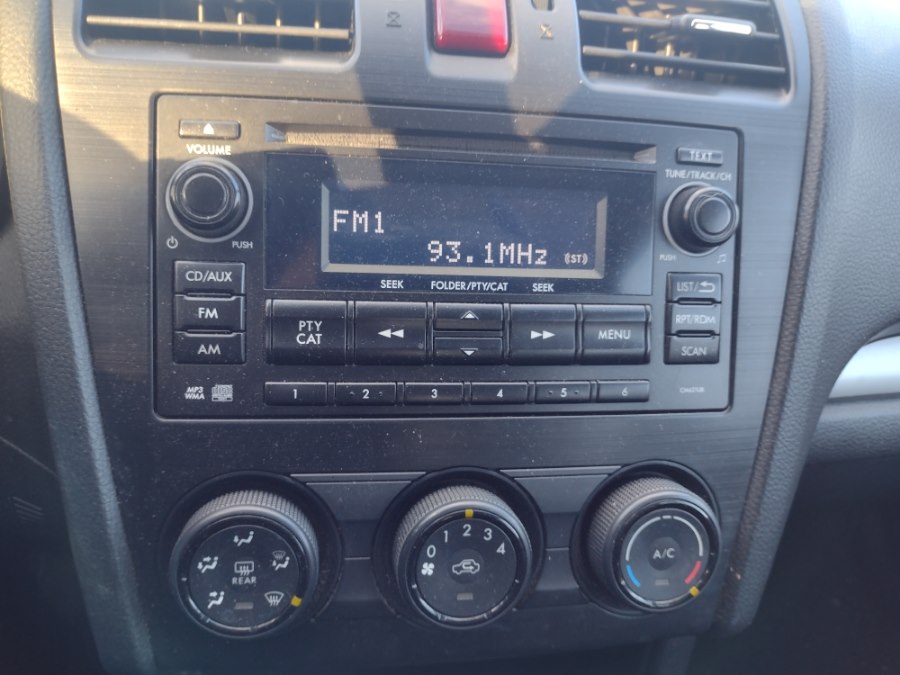 VOLUME
PUSH
TEXT
TUNE/TRACK/CH
PUSH
FM1
93.1MHz (ST)
SEEK FOLDER/PTY/CAT SEEK
CD/AUX
FM
AM
PTY
CAT
MENU
LIST/
RPT/RDM
SCAN
MP3
WMA
1 2 3 4 5 6
REAR
0 1 2 3 4
A/C